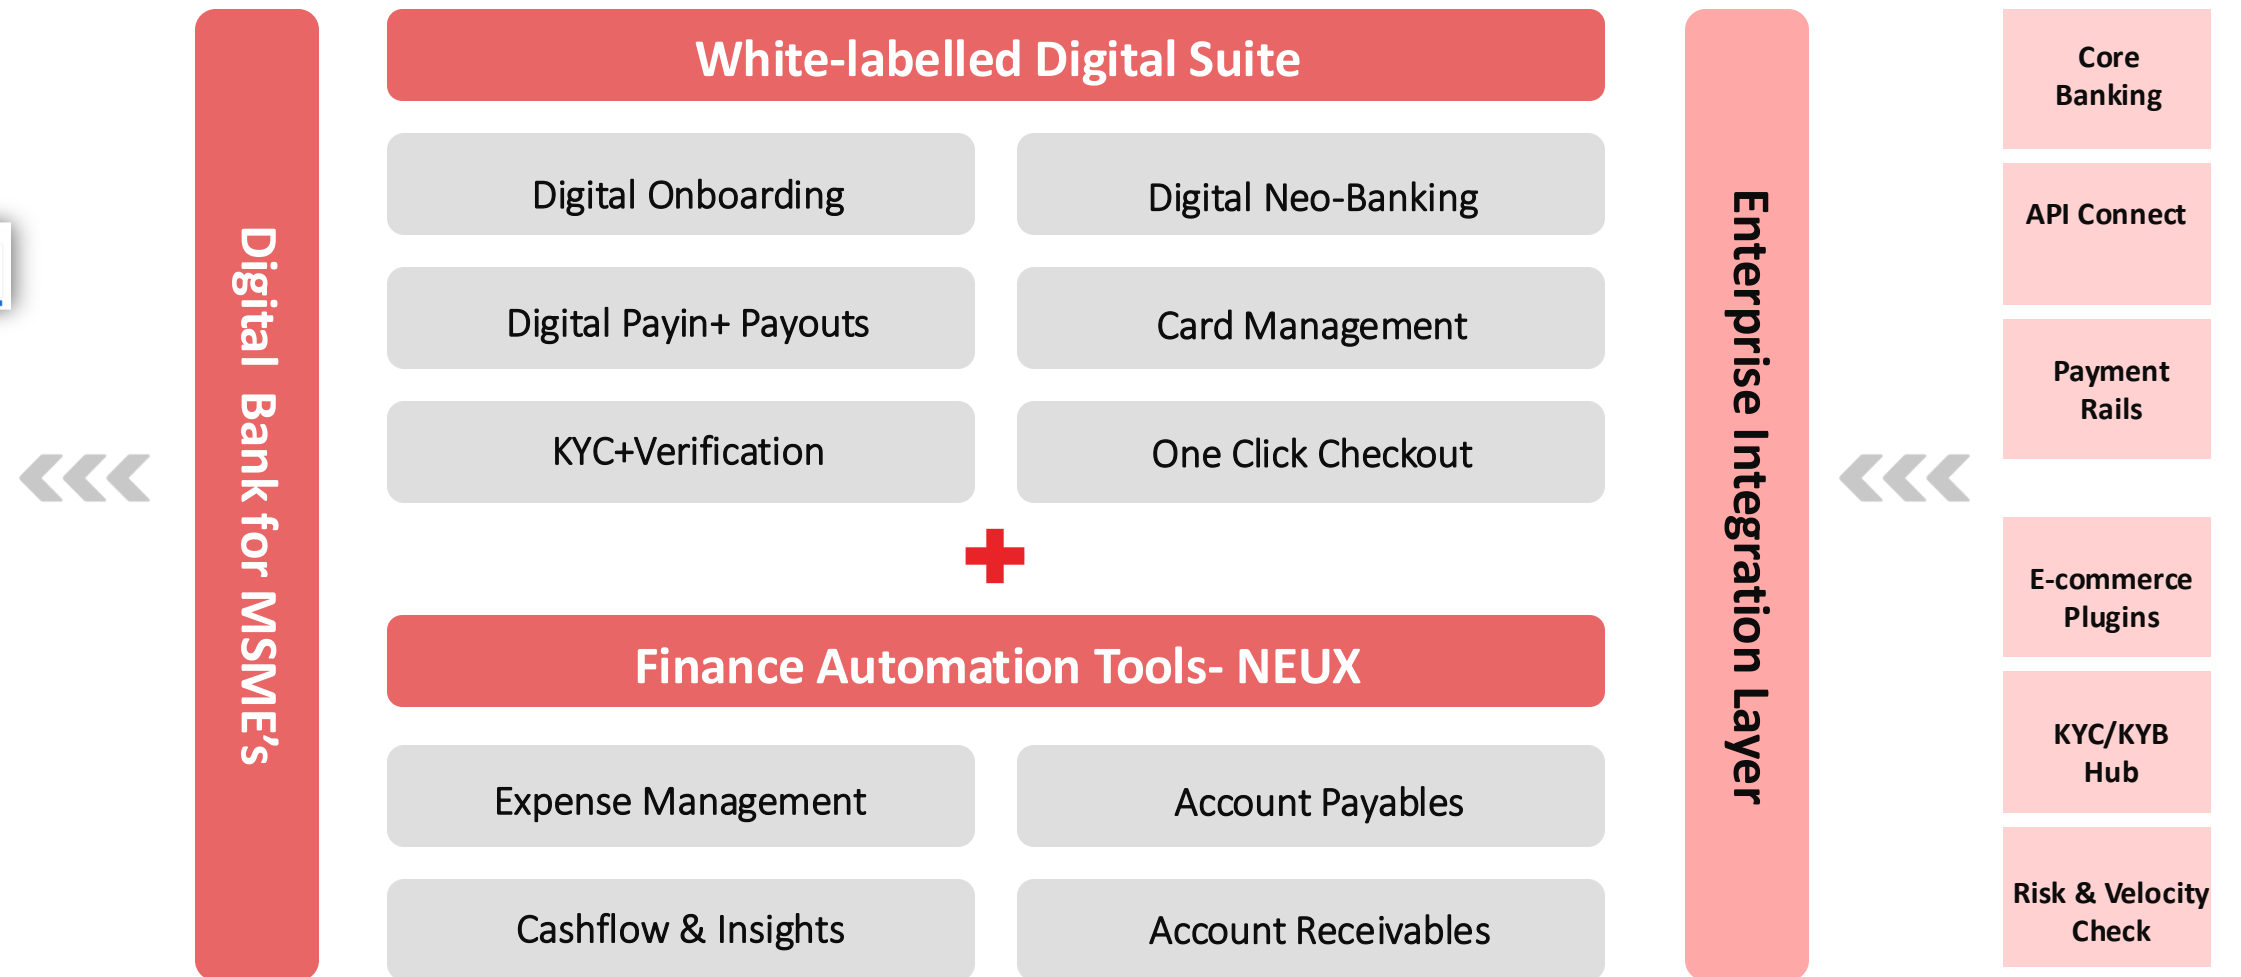 White-labelled Digital Suite
Digital Onboarding
Digital Neo-Banking
Digital Payin+ Payouts
Card Management
KYC+Verification
One Click Checkout
Finance Automation Tools- NEUX
Expense Management
Account Payables
Cashflow & Insights
Account Receivables
Digital Bank for MSME’s
Enterprise Integration Layer
Core
Banking
API Connect
Payment
Rails
E-commerce
Plugins
KYC/KYB
Hub
Risk & Velocity
Check